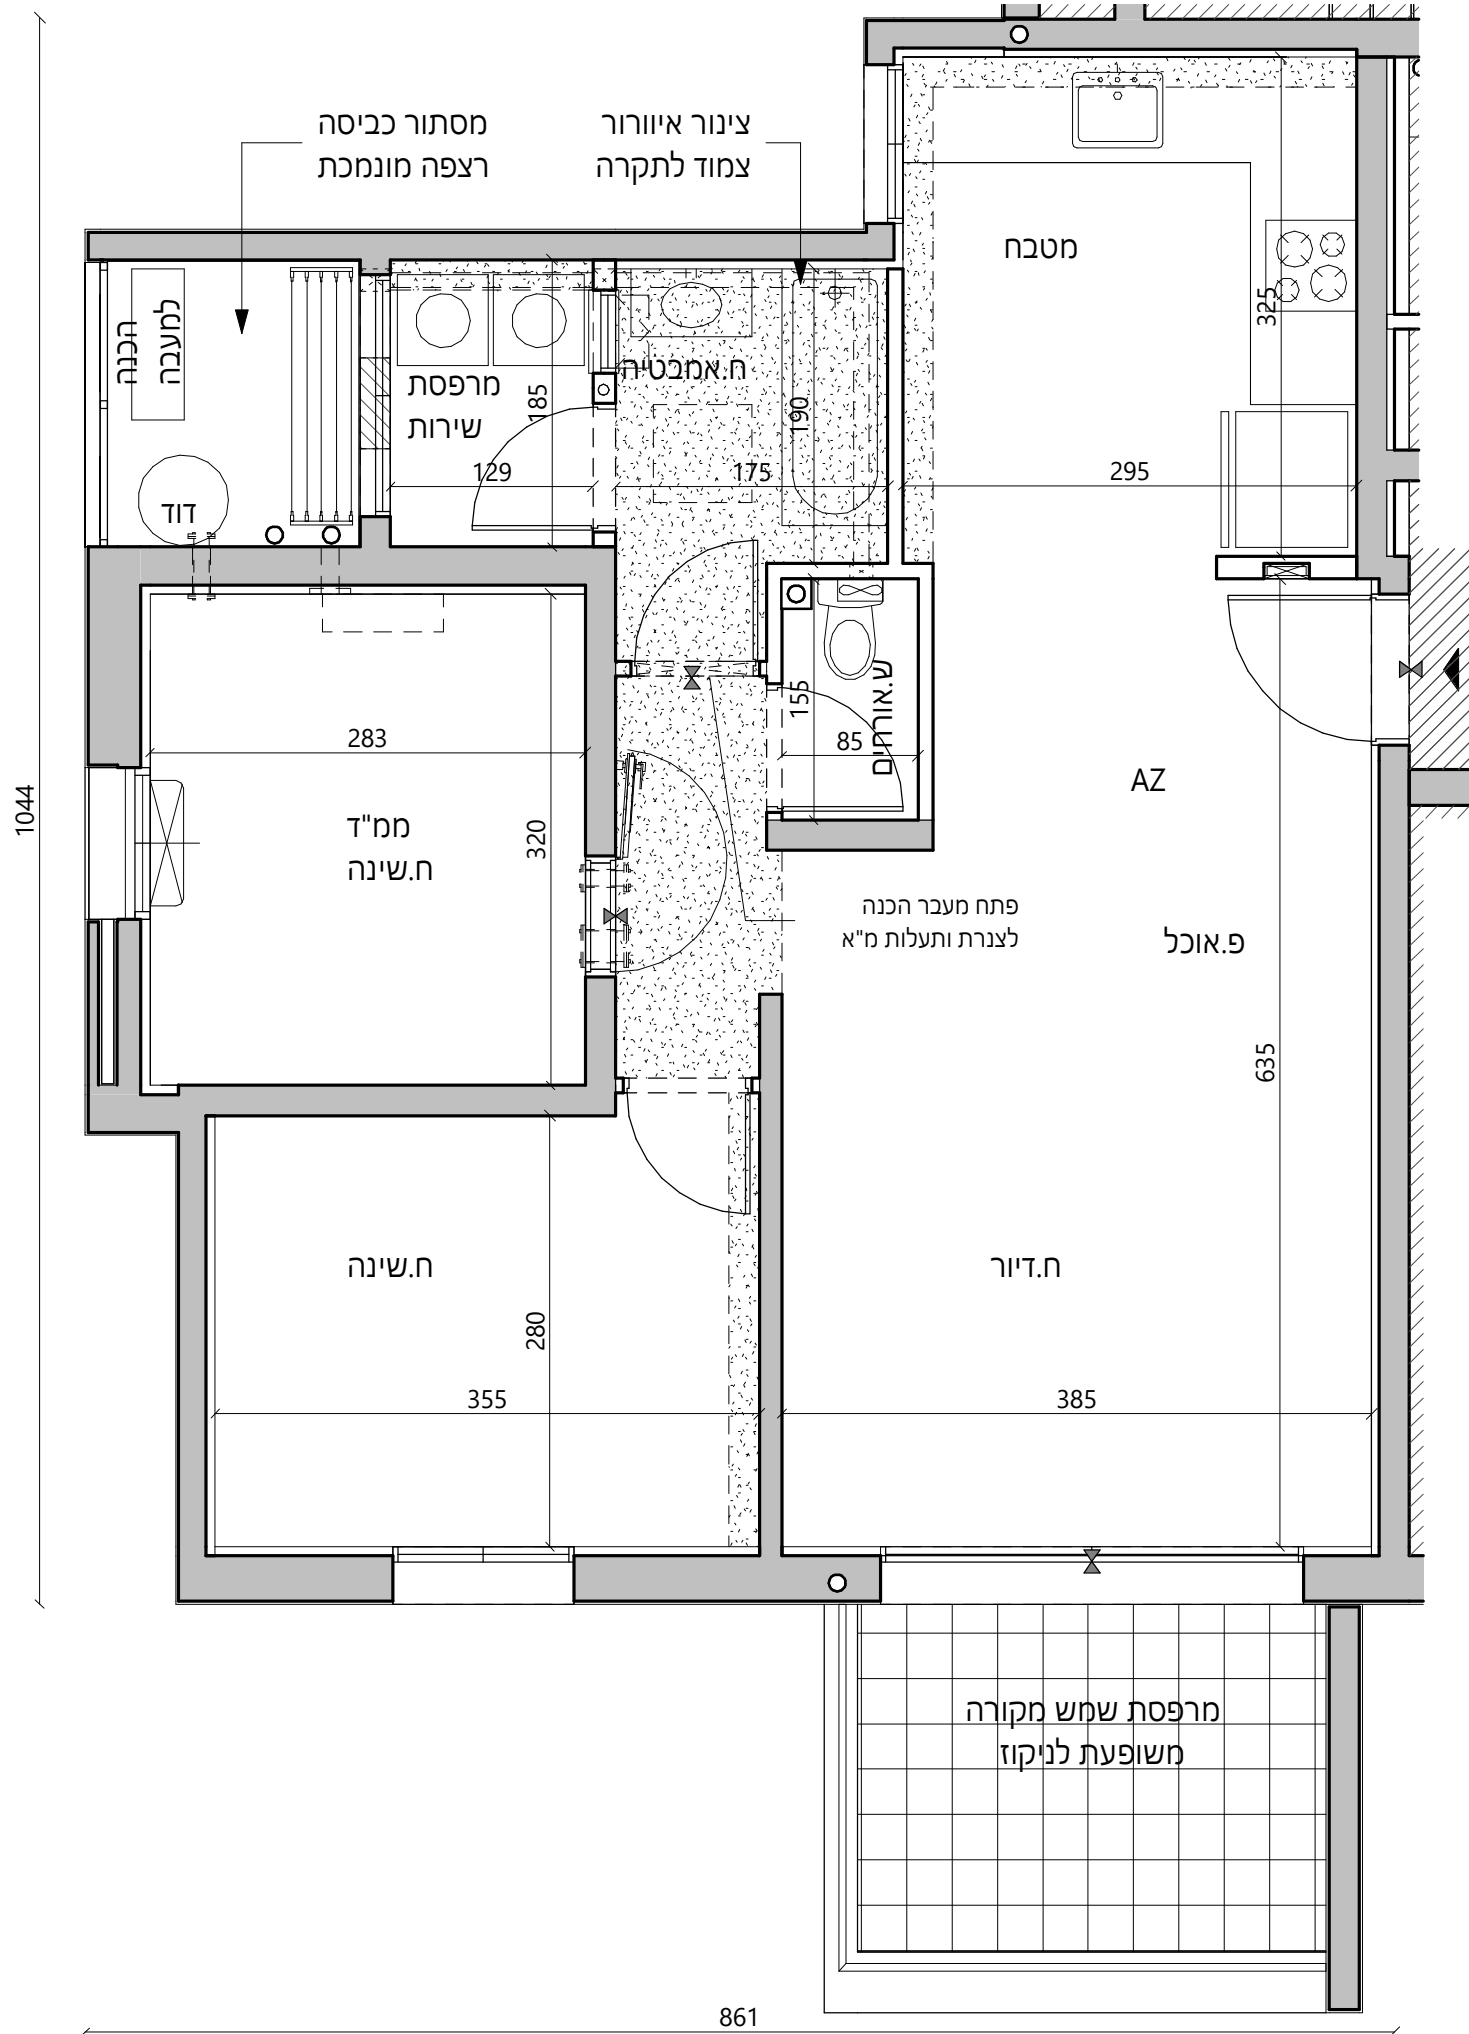 מסתור כביסה
רצפה מונמכת
צינור איוורור
צמוד לתקרה
מטבח
325
הכנה
למעבה
מרפסת
שירות
185
ח.אמבטיה
190
129
175
295
דוד
283
ממ"ד
ח.שינה
320
155
ש.אורחים
85
AZ
1044
פתח מעבר הכנה
לצנרת ותעלות מ"א
פ.אוכל
635
ח.שינה
280
355
ח.דיור
385
מרפסת שמש מקורה
משופעת לניקוז
861